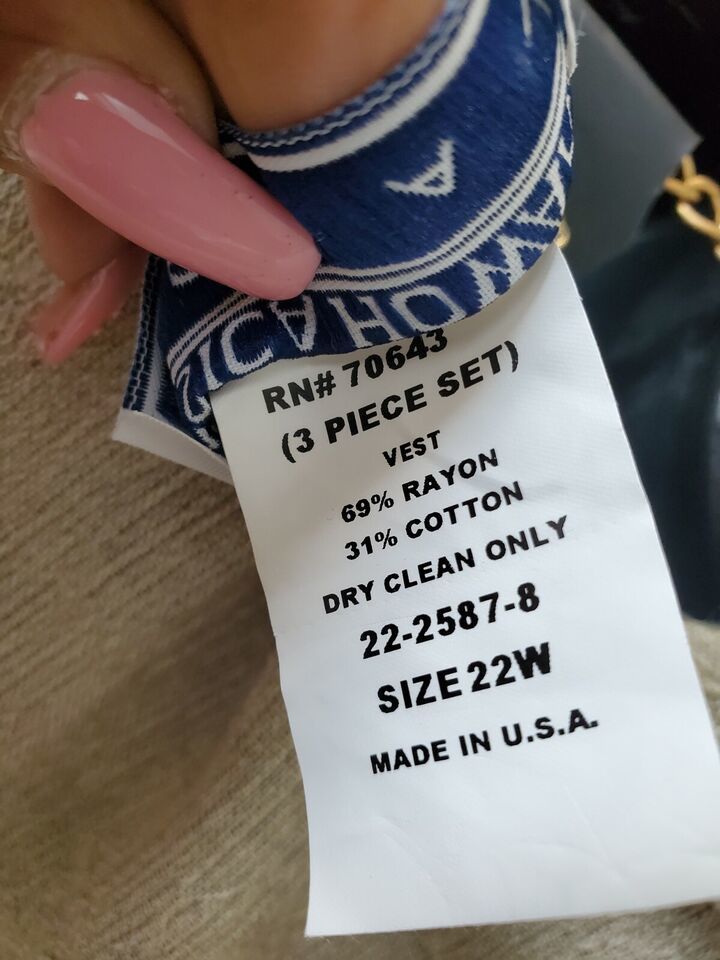 RN# 70643
(3 PIECE SET)
VEST
69% RAYON
31% COTTON
DRY CLEAN ONLY
22-2587-8
SIZE 22W
MADE IN U.S.A.